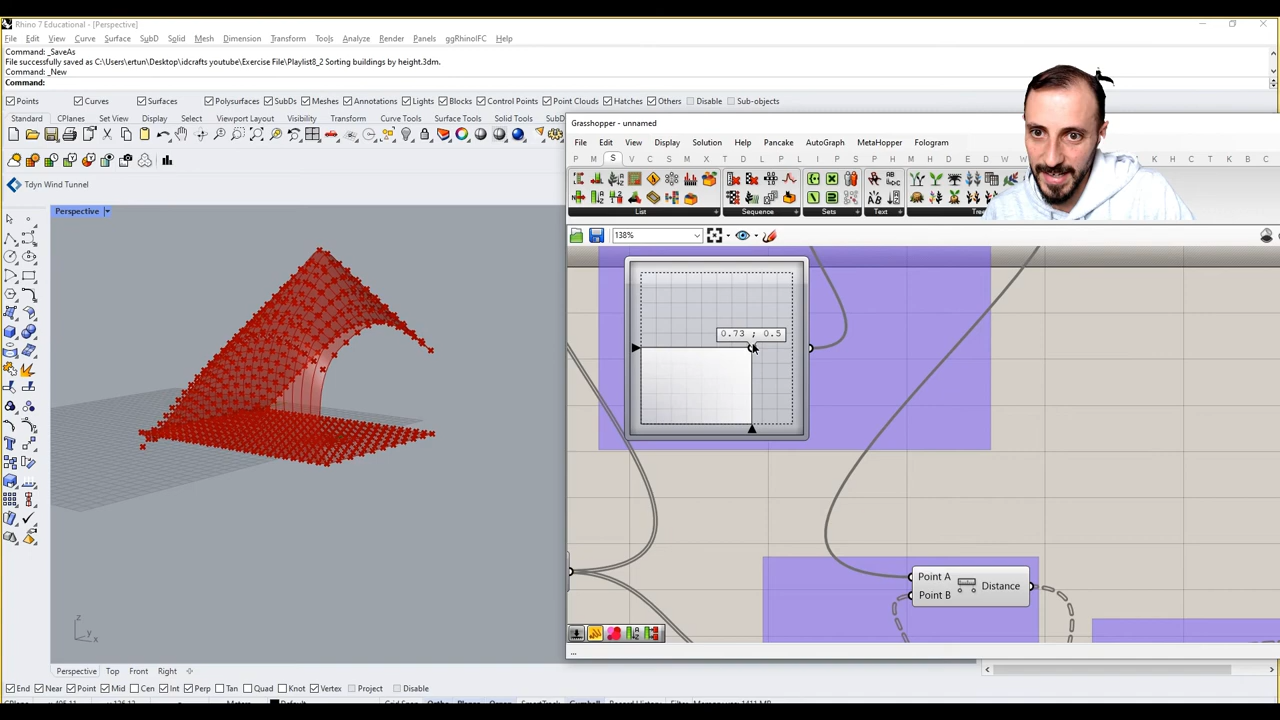 Rhino 7 Educational - [Perspective]
File Edit View Curve Surface SubD Solid Mesh Dimension Transform Tools Analyze Render Panels ggRhinoIFC Help
Command: _SaveAs
File successfully saved as C:\Users\ertun\Desktop\idcrafts youtube\Exercise File\Playlist8_2 Sorting buildings by height.3dm.
Command: _New
Command:
Points Curves Surfaces Polysurfaces SubDs Meshes Annotations Lights Blocks Control Points Point Clouds Hatches Others Disable Sub-objects
Standard CPlanes Set View Display Select Viewport Layout Visibility Transform Curve Tools Surface Tools Solid Tools SubD
Tdyn Wind Tunnel
Perspective
z
y
x
Perspective Top Front Right
End Near Point Mid Cen Int Perp Tan Quad Knot Vertex Project Disable
Grasshopper - unnamed
File Edit View Display Solution Help Pancake AutoGraph MetaHopper Fologram
P M S V C S M I T D W L K D L P L I L A E B P W F H K D T E D W H B C
List Sequence Sets Text
138%
0.73 ; 0.5
Point A
Point B
Distance
...